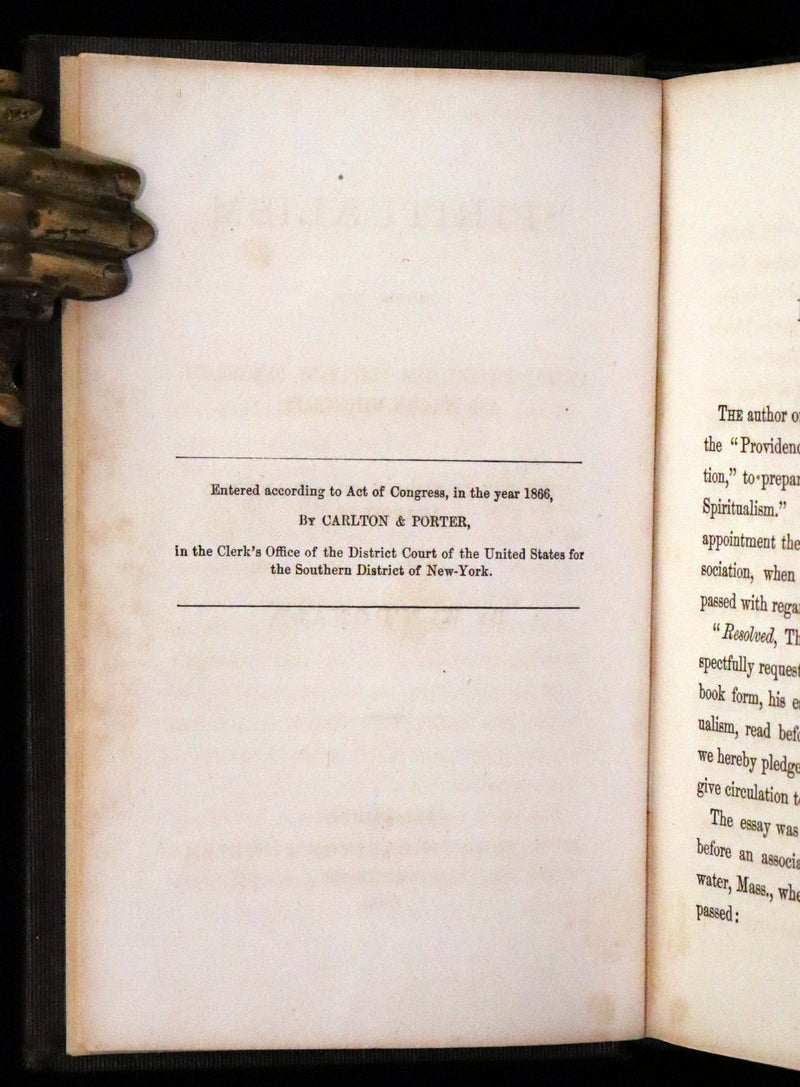 Entered according to Act of Congress, in the year 1866,
By CARLTON & PORTER,
in the Clerk's Office of the District Court of the United States for
the Southern District of New-York.
THE author
the "Providen
tion," to prepa
Spiritualism."
appointment the
sociation, when
passed with rega
"Resolved, Th
spectfully request
book form, his
ualism, read bef
we hereby pledge
give circulation t
The essay was
before an associa
water, Mass., whe
passed: